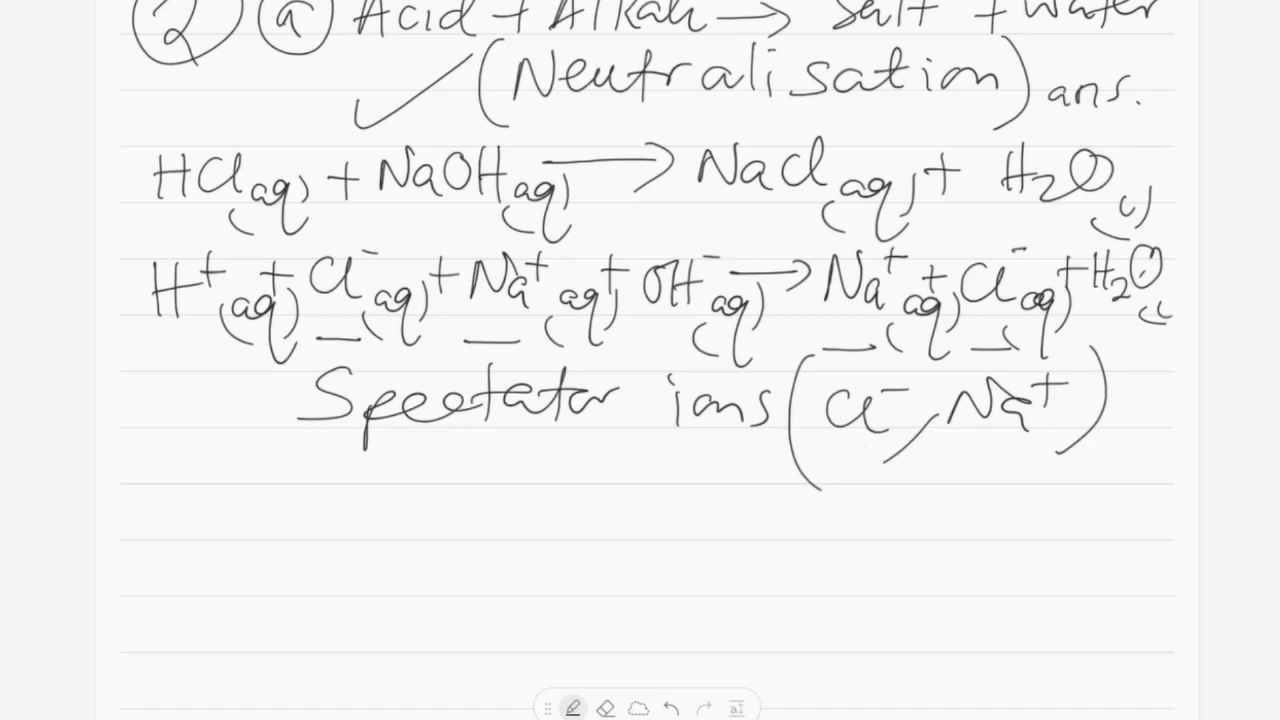 2 a Acid + Alkali → Salt + Water
✓ (Neutralisation) ans.
HCl(aq) + NaOH(aq) → NaCl(aq) + H2O(l)
H+(aq) + Cl-(aq) + Na+(aq) + OH-(aq) → Na+(aq) + Cl-(aq) + H2O(l
Spectator ions (Cl-, Na+)